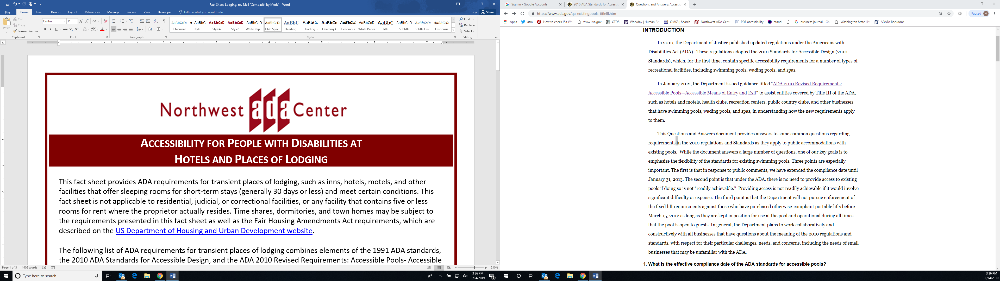 Fact Sheet_Lodging, rev Mell [Compatibility Mode] - Word
File Home Insert Design Layout References Mailings Review View Developer Tell me what you want to do... mtoy Share
Paste Cut Copy Format Painter Clipboard
Calibri 11 Font
Paragraph
¶ Normal Style1 Style4 Style5 White Pap... ¶ No Spac... Heading 1 Heading 3 Heading 4 Heading 5 White Paper Title Subtitle Subtle Em... Emphasis
Styles
Find Replace Select Editing
Northwest ada Center
Accessibility for People with Disabilities at
Hotels and Places of Lodging
This fact sheet provides ADA requirements for transient places of lodging, such as inns, hotels, motels, and other
facilities that offer sleeping rooms for short-term stays (generally 30 days or less) and meet certain conditions. This
fact sheet is not applicable to residential, judicial, or correctional facilities, or any facility that contains five or less
rooms for rent where the proprietor actually resides. Time shares, dormitories, and town homes may be subject to
the requirements presented in this fact sheet as well as the Fair Housing Amendments Act requirements, which are
described on the US Department of Housing and Urban Development website.
The following list of ADA requirements for transient places of lodging combines elements of the 1991 ADA standards,
the 2010 ADA Standards for Accessible Design, and the ADA 2010 Revised Requirements: Accessible Pools- Accessible
Page 1 of 3 1403 words 210%
Type here to search 3:36 PM
1/14/2019
Sign in - Google Accounts 2010 ADA Standards for Accessib Questions and Answers: Accessib
https://www.ada.gov/qa_existingpools_titleIII.htm Paused M
Apps atm How to check if a We www1.va.gov CTDS Workday | Human Re OMS3 | Search Northwest ADA Cent PDF accessibility stand business journal - Go Washington State Lis ADATA Backdoor
INTRODUCTION
In 2010, the Department of Justice published updated regulations under the Americans with
Disabilities Act (ADA). These regulations adopted the 2010 Standards for Accessible Design (2010
Standards), which, for the first time, contain specific accessibility requirements for a number of types of
recreational facilities, including swimming pools, wading pools, and spas.
In January 2012, the Department issued guidance titled “ADA 2010 Revised Requirements:
Accessible Pools—Accessible Means of Entry and Exit” to assist entities covered by Title III of the ADA,
such as hotels and motels, health clubs, recreation centers, public country clubs, and other businesses
that have swimming pools, wading pools, and spas, in understanding how the new requirements apply
to them.
This Questions and Answers document provides answers to some common questions regarding
requirements in the 2010 regulations and Standards as they apply to public accommodations with
existing pools. While the document answers a large number of questions, one of our key goals is to
emphasize the flexibility of the standards for existing swimming pools. Three points are especially
important. The first is that in response to public comments, we have extended the compliance date until
January 31, 2013. The second point is that under the ADA, there is no need to provide access to existing
pools if doing so is not “readily achievable.” Providing access is not readily achievable if it would involve
significant difficulty or expense. The third point is that the Department will not pursue enforcement of
the fixed lift requirements against those who have purchased otherwise-compliant portable lifts before
March 15, 2012 as long as they are kept in position for use at the pool and operational during all times
that the pool is open to guests. In general, the Department plans to work collaboratively and
constructively with all businesses that have questions about the meaning of the 2010 regulations and
standards, with respect for their particular challenges, needs, and concerns, including the needs of small
businesses that may be unfamiliar with the ADA.
1. What is the effective compliance date of the ADA standards for accessible pools?
3:36 PM
1/14/2019